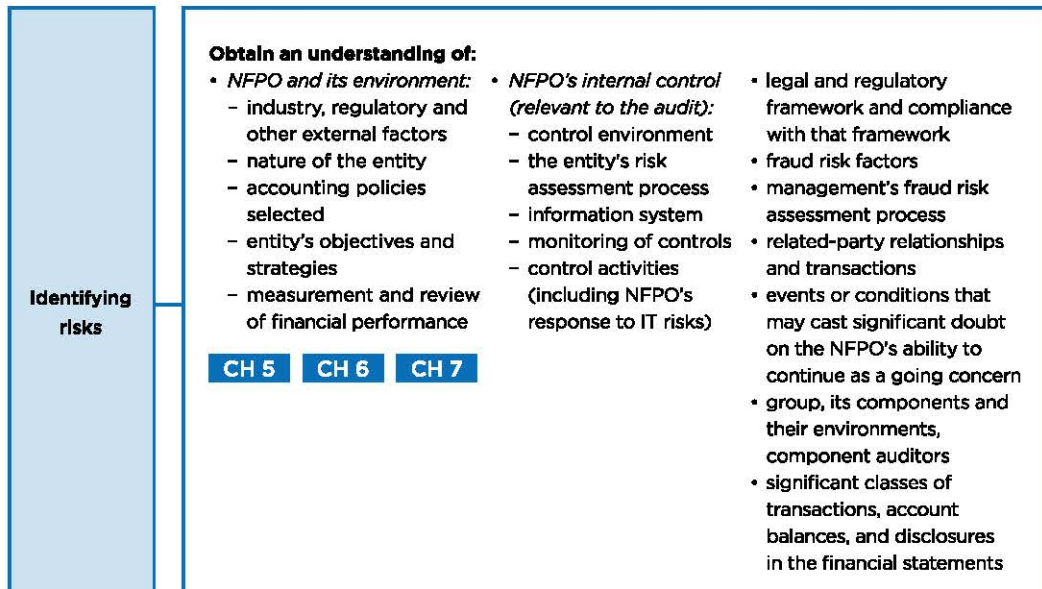 Identifying
risks
Obtain an understanding of:
• NFPO and its environment:
– industry, regulatory and
other external factors
– nature of the entity
– accounting policies
selected
– entity's objectives and
strategies
– measurement and review
of financial performance
CH 5 CH 6 CH 7
• NFPO's internal control
(relevant to the audit):
– control environment
– the entity's risk
assessment process
– information system
– monitoring of controls
– control activities
(including NFPO's
response to IT risks)
• legal and regulatory
framework and compliance
with that framework
• fraud risk factors
• management's fraud risk
assessment process
• related-party relationships
and transactions
• events or conditions that
may cast significant doubt
on the NFPO's ability to
continue as a going concern
• group, its components and
their environments,
component auditors
• significant classes of
transactions, account
balances, and disclosures
in the financial statements